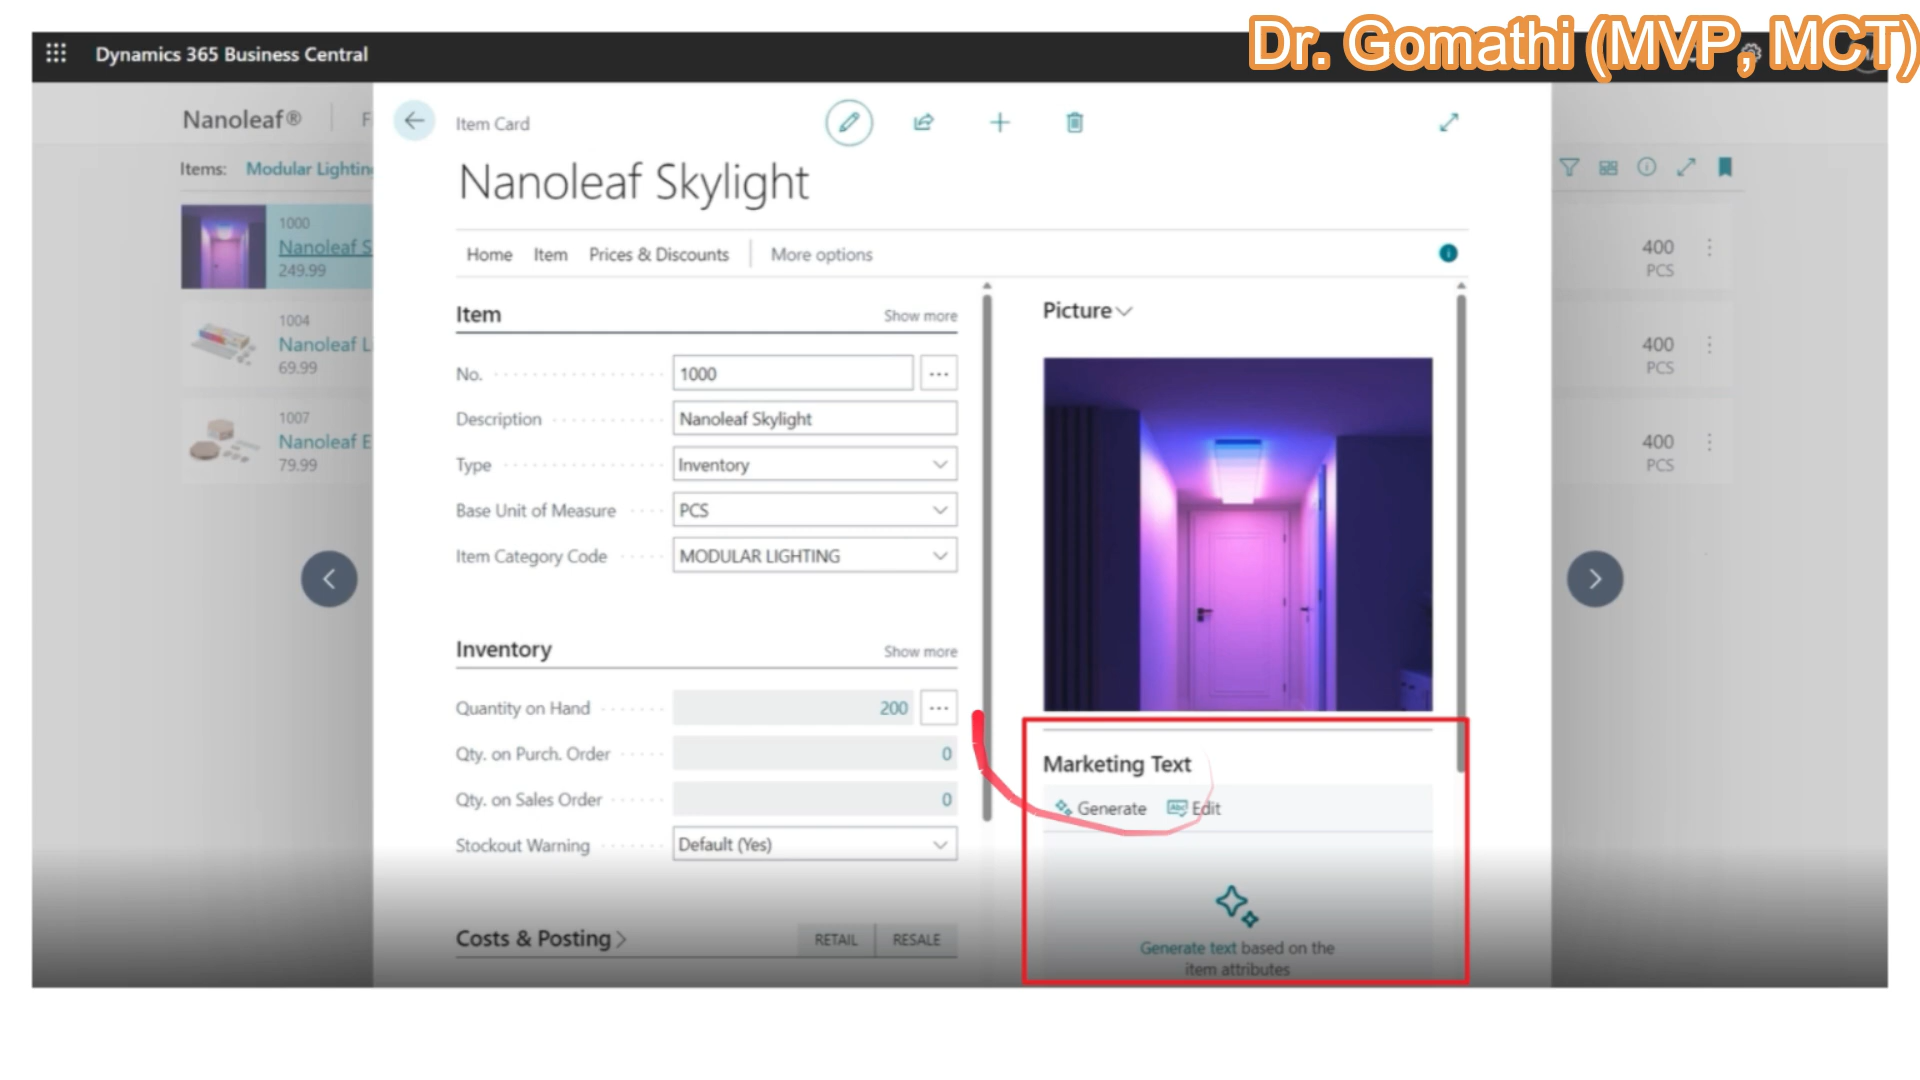 Dr. Gomathi (MVP, MCT)
Dynamics 365 Business Central
Nanoleaf®
Items: Modular Lighting
1000
Nanoleaf S
249.99
1004
Nanoleaf L
69.99
1007
Nanoleaf E
79.99
Item Card
Nanoleaf Skylight
Home Item Prices & Discounts More options
Item Show more
No. 1000
Description Nanoleaf Skylight
Type Inventory
Base Unit of Measure PCS
Item Category Code MODULAR LIGHTING
Inventory Show more
Quantity on Hand 200
Qty. on Purch. Order 0
Qty. on Sales Order 0
Stockout Warning Default (Yes)
Costs & Posting RETAIL RESALE
Picture
Marketing Text
Generate Edit
Generate text based on the
item attributes
400
PCS
400
PCS
400
PCS